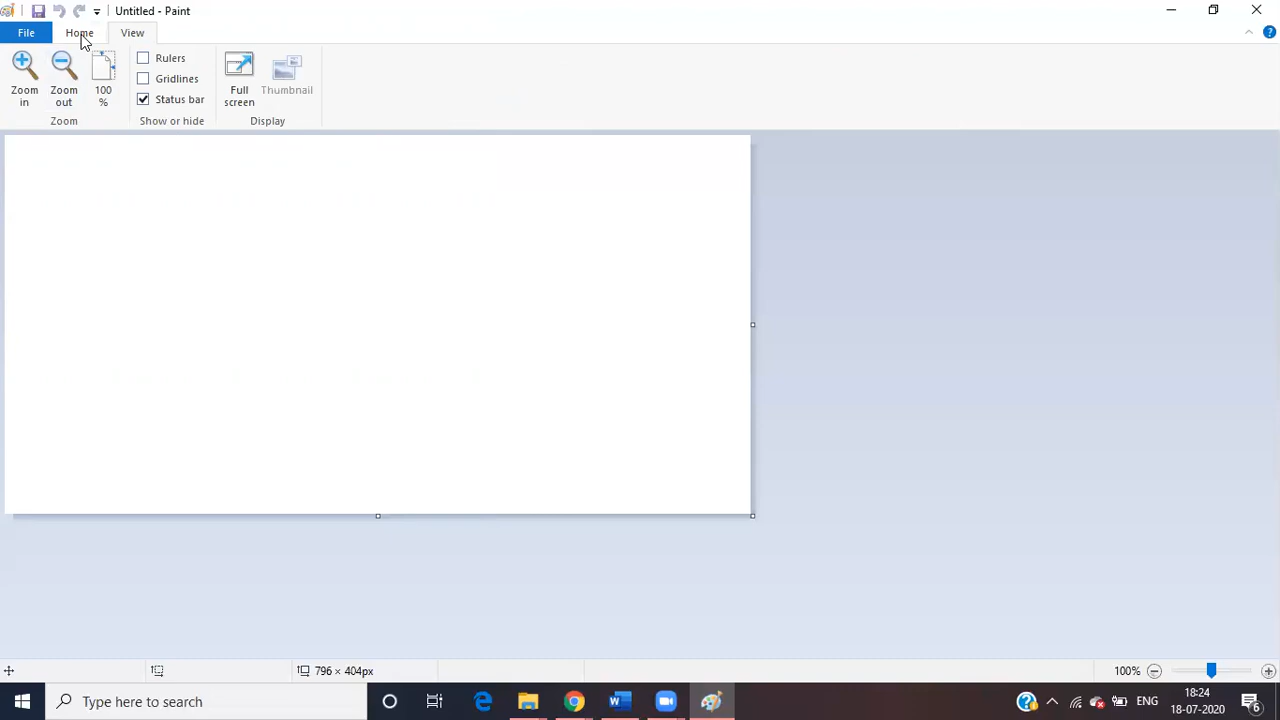 Untitled - Paint
File Home View
Zoom in
Zoom out
100 %
Rulers
Gridlines
Status bar
Full screen
Thumbnail
Zoom Show or hide Display
796 × 404px 100%
Type here to search
W
ENG
18:24
18-07-2020
6